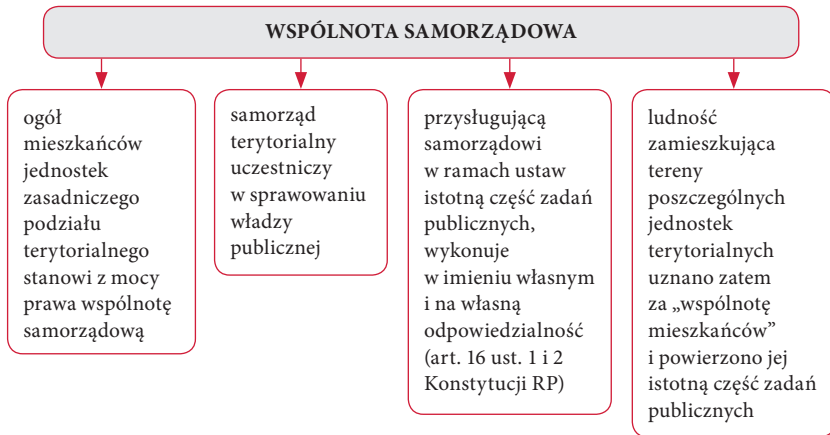 WSPÓLNOTA SAMORZĄDOWA
ogół
mieszkańców
jednostek
zasadniczego
podziału
terytorialnego
stanowi z mocy
prawa wspólnotę
samorządową
samorząd
terytorialny
uczestniczy
w sprawowaniu
władzy
publicznej
przysługującą
samorządowi
w ramach ustaw
istotną część zadań
publicznych,
wykonuje
w imieniu własnym
i na własną
odpowiedzialność
(art. 16 ust. 1 i 2
Konstytucji RP)
ludność
zamieszkująca
tereny
poszczególnych
jednostek
terytorialnych
uznano zatem
za „wspólnotę
mieszkańców”
i powierzono jej
istotną część zadań
publicznych